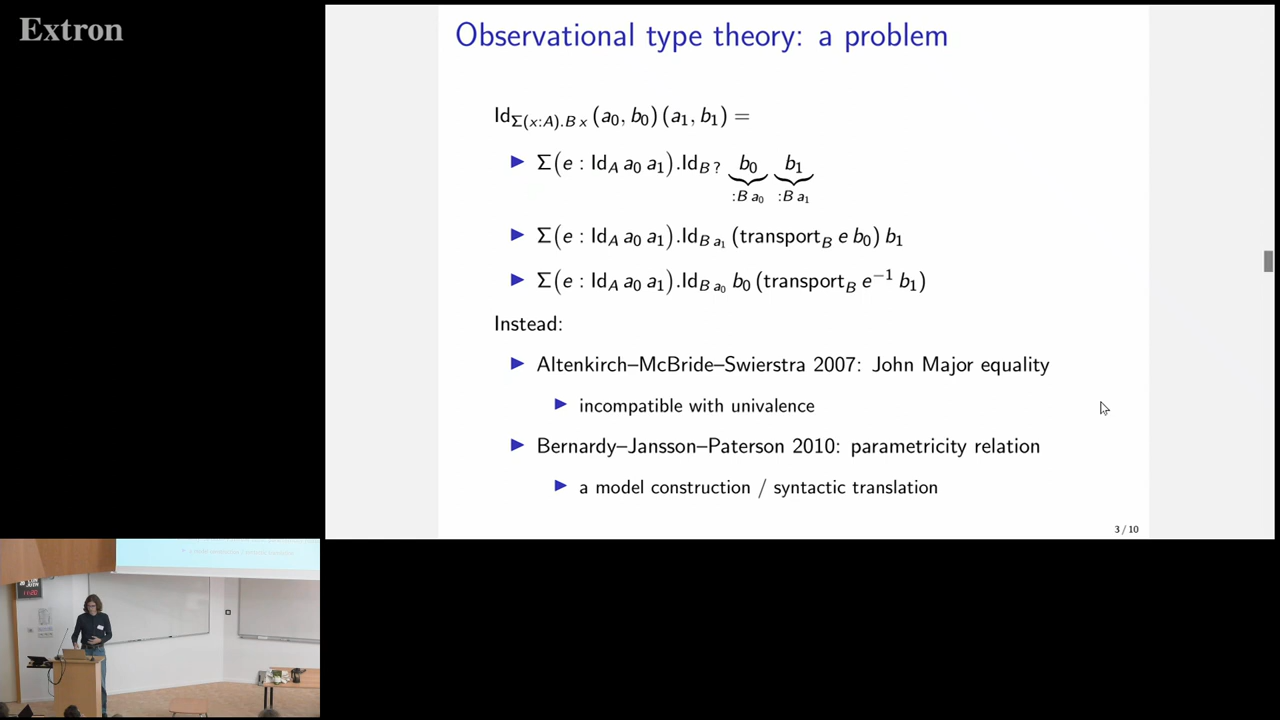 Extron
Observational type theory: a problem
Id_{Σ(x:A).B x} (a₀, b₀) (a₁, b₁) =
▶ Σ(e : Id_A a₀ a₁).Id_{B ?} b₀ b₁
:B a₀ :B a₁
▶ Σ(e : Id_A a₀ a₁).Id_{B a₁} (transport_B e b₀) b₁
▶ Σ(e : Id_A a₀ a₁).Id_{B a₀} b₀ (transport_B e⁻¹ b₁)
Instead:
▶ Altenkirch–McBride–Swierstra 2007: John Major equality
▶ incompatible with univalence
▶ Bernardy–Jansson–Paterson 2010: parametricity relation
▶ a model construction / syntactic translation
3 / 10